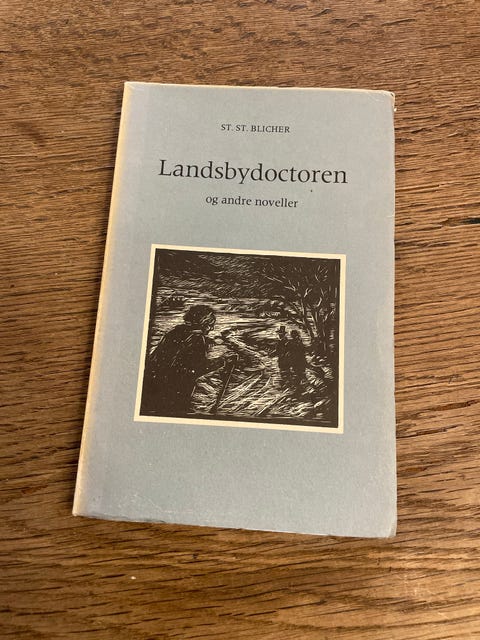 ST. ST. BLICHER
Landsbydoctoren
og andre noveller